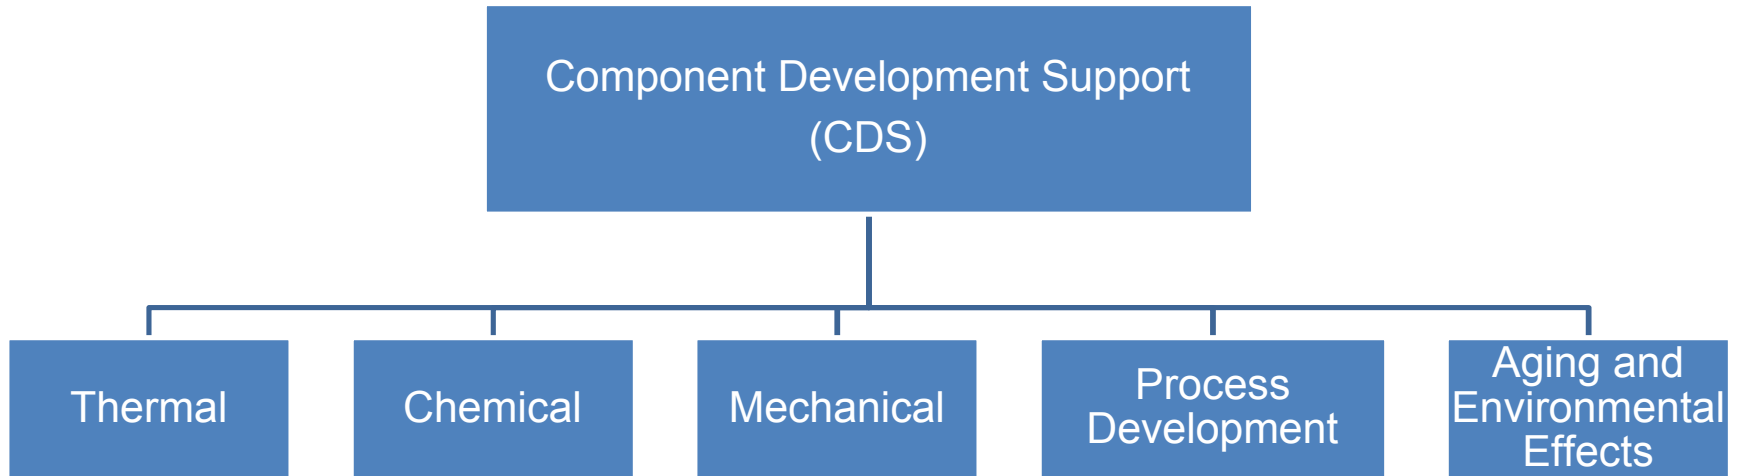 Component Development Support
(CDS)
Thermal
Chemical
Mechanical
Process
Development
Aging and
Environmental
Effects